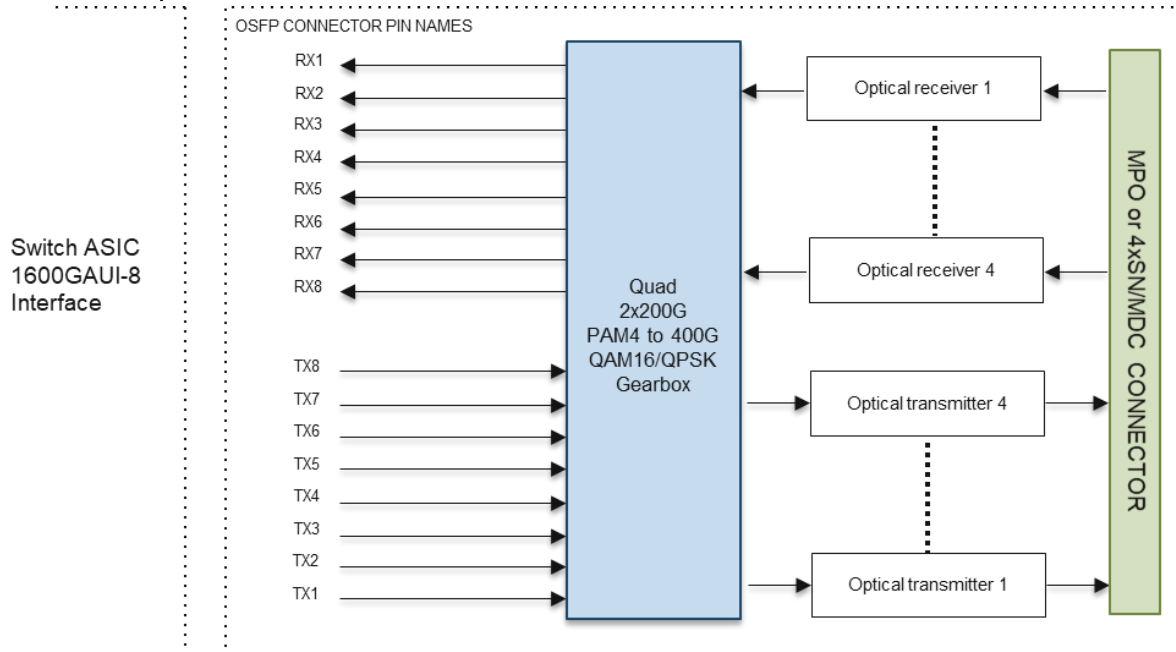 OSFP CONNECTOR PIN NAMES
RX1
RX2
RX3
RX4
RX5
RX6
RX7
RX8
TX8
TX7
TX6
TX5
TX4
TX3
TX2
TX1
Switch ASIC
1600GAUI-8
Interface
Quad
2x200G
PAM4 to 400G
QAM16/QPSK
Gearbox
Optical receiver 1
Optical receiver 4
Optical transmitter 4
Optical transmitter 1
MPO or 4xSN/MDC CONNECTOR